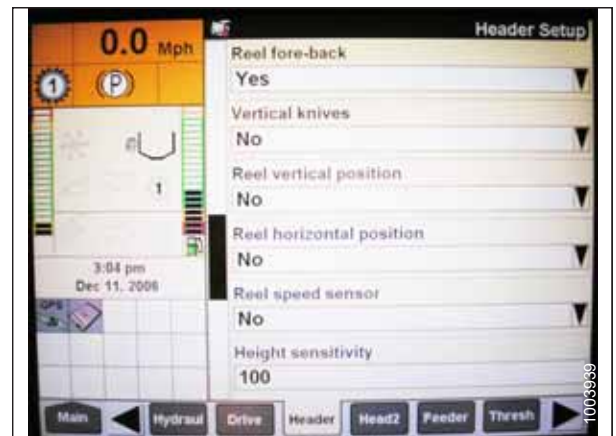 0.0 Mph
1
(P)
1
3:04 pm
Dec 11, 2006
GPS
Header Setup
Reel fore-back
Yes
Vertical knives
No
Reel vertical position
No
Reel horizontal position
No
Reel speed sensor
No
Height sensitivity
100
Main
Hydraul
Drive
Header
Head2
Feeder
Thresh
1003939